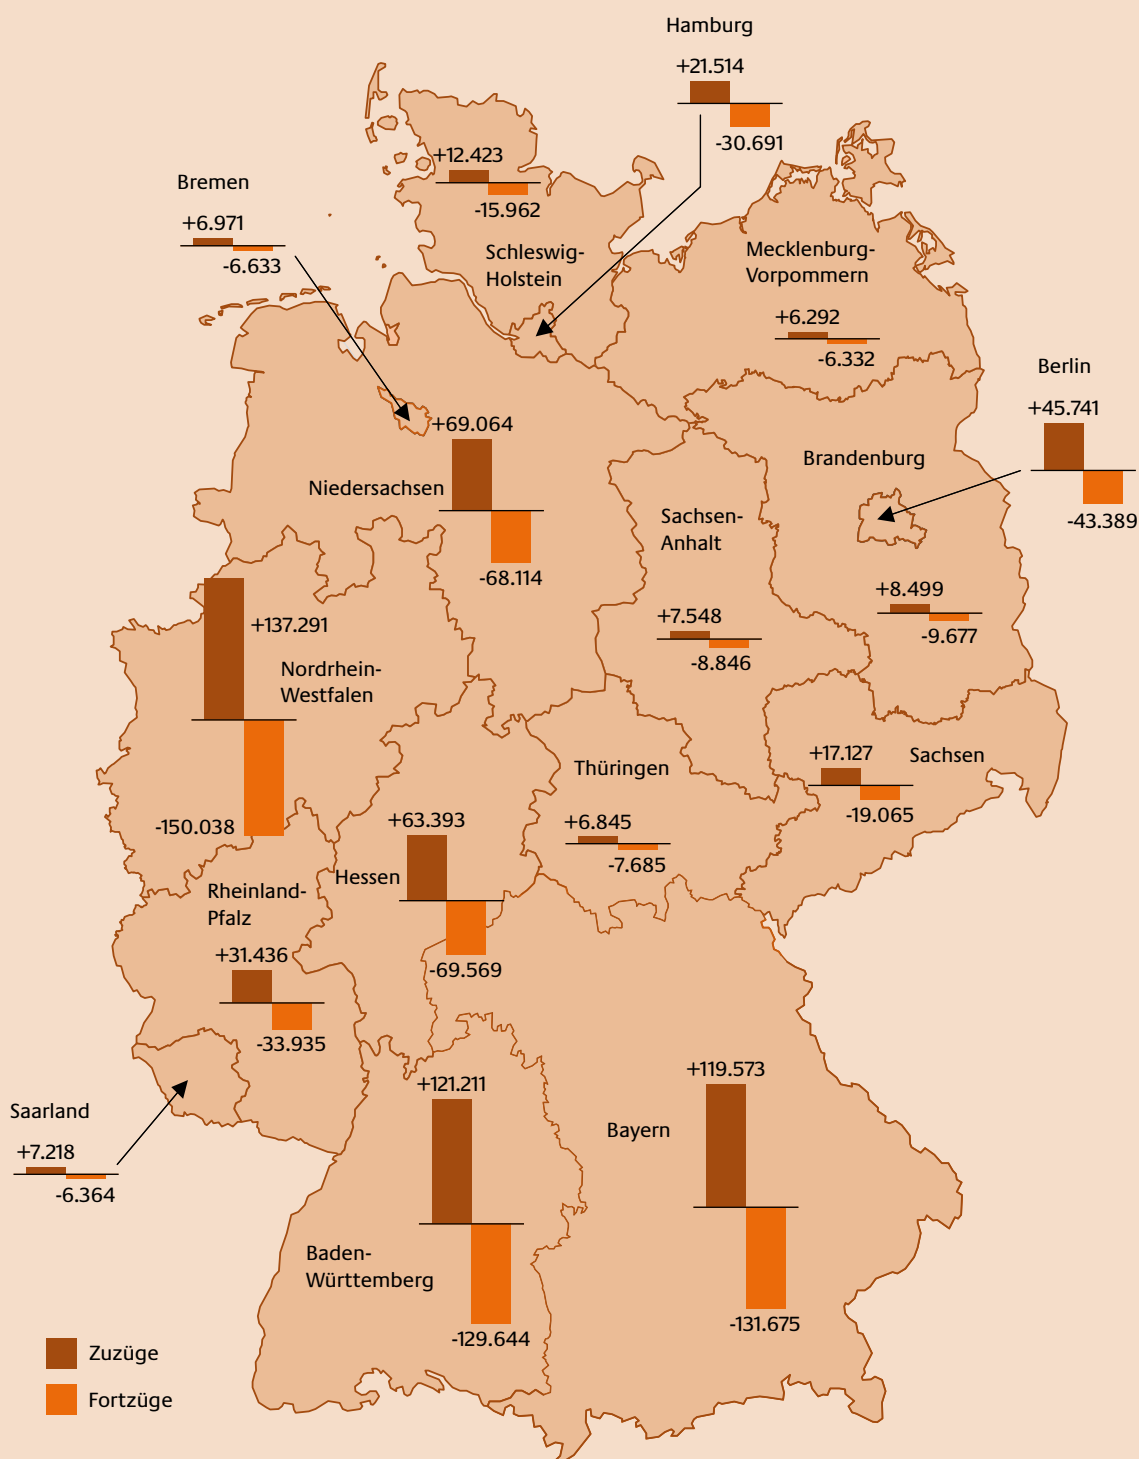 Hamburg
+21.514
-30.691
+12.423
-15.962
Schleswig-
Holstein
Bremen
+6.971
-6.633
Mecklenburg-
Vorpommern
+6.292
-6.332
Berlin
+45.741
-43.389
+69.064
Niedersachsen
-68.114
Brandenburg
+8.499
-9.677
Sachsen-
Anhalt
+7.548
-8.846
+137.291
Nordrhein-
Westfalen
-150.038
Thüringen
+6.845
-7.685
+17.127
Sachsen
-19.065
+63.393
Hessen
-69.569
Rheinland-
Pfalz
+31.436
-33.935
Saarland
+7.218
-6.364
+121.211
Baden-
Württemberg
-129.644
+119.573
Bayern
-131.675
Zuzüge
Fortzüge